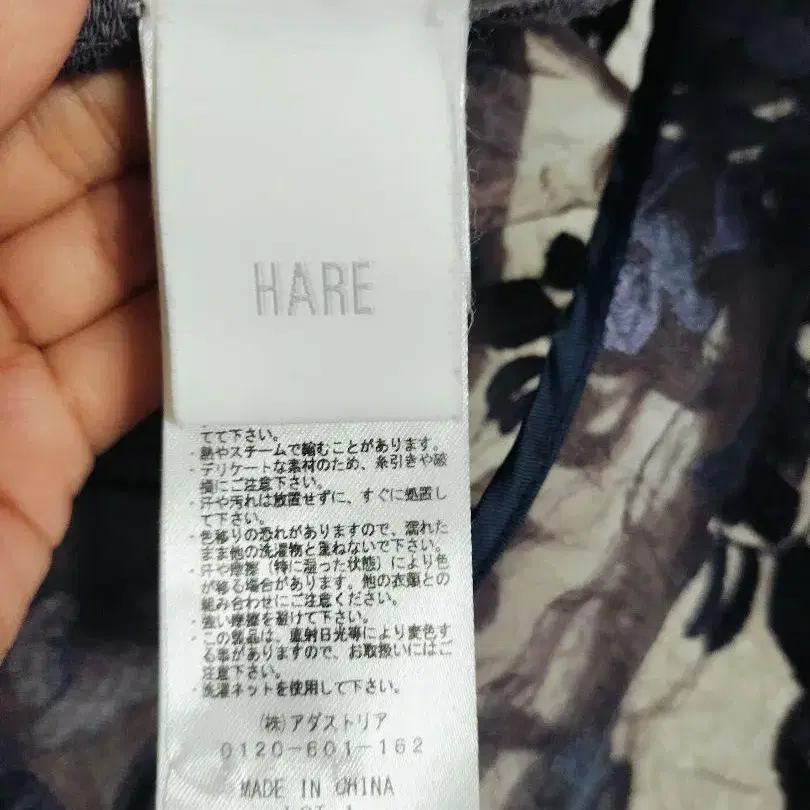 HARE
てて下さい。
・熱やスチームで縮むことがあります。
・デリケートな素材のため、糸引きや破
損にご注意下さい。
・汗や汚れは放置せずに、すぐに処置し
て下さい。
・色移りの恐れがありますので、濡れた
まま他の洗濯物と重ねないで下さい。
・汗や摩擦（特に湿った状態）により色
が移る場合があります。他の衣類との
組み合わせにご注意ください。
・強い摩擦を避けて下さい。
・この製品は、直射日光等により変色す
る事がありますので、お取扱いにはご
注意下さい。
・洗濯ネットを使用して下さい。
(株)アダストリア
0120-601-162
MADE IN CHINA